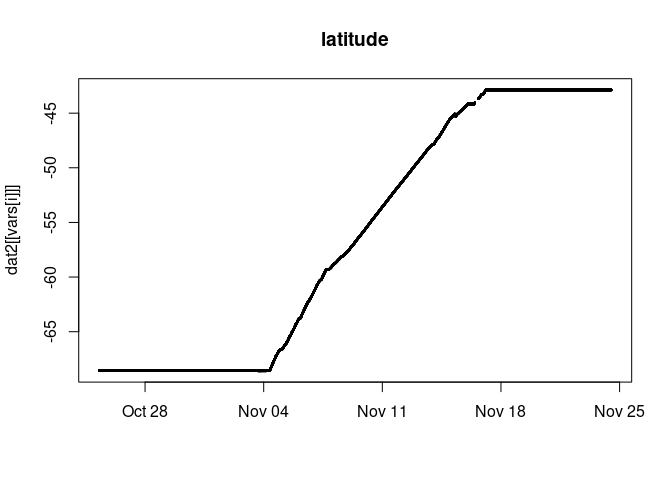 latitude
dat2[[vars[i]]]
-45
-50
-55
-60
-65
Oct 28
Nov 04
Nov 11
Nov 18
Nov 25